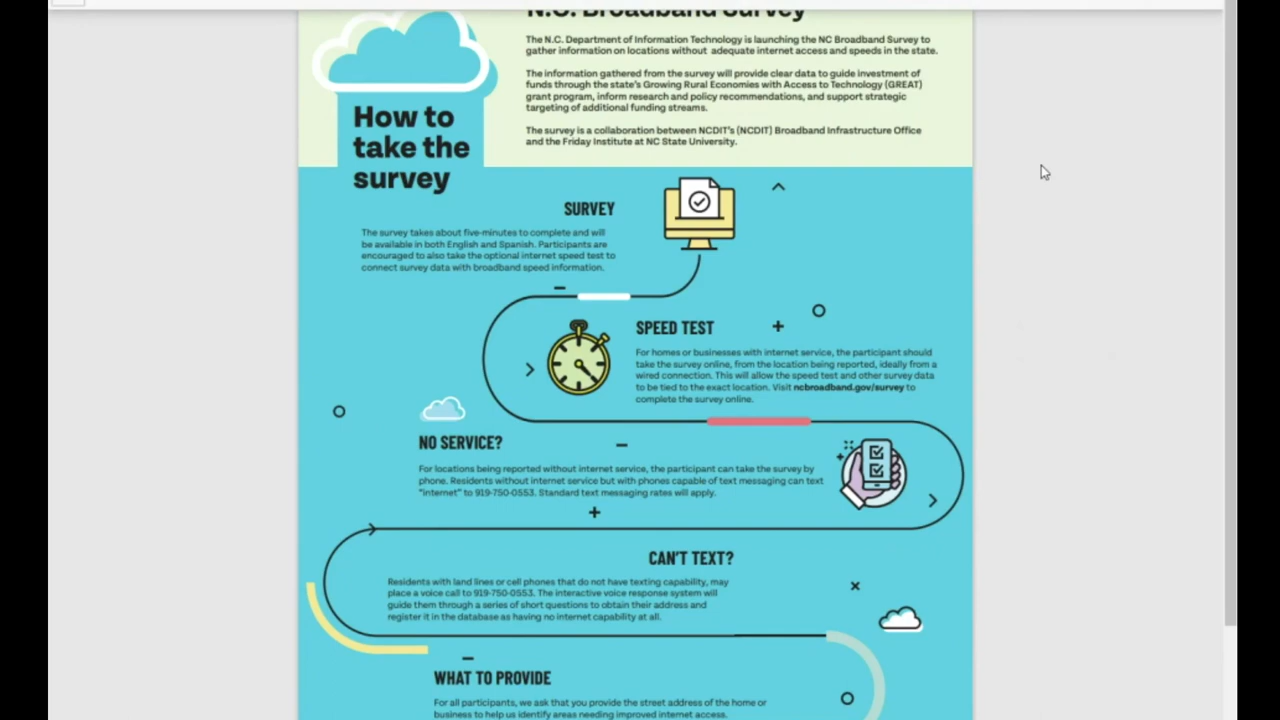 N.C. Broadband Survey
The N.C. Department of Information Technology is launching the NC Broadband Survey to
gather information on locations without adequate internet access and speeds in the state.
The information gathered from the survey will provide clear data to guide investment of
funds through the state's Growing Rural Economies with Access to Technology (GREAT)
grant program, inform research and policy recommendations, and support strategic
targeting of additional funding streams.
The survey is a collaboration between NCDIT's (NCDIT) Broadband Infrastructure Office
and the Friday Institute at NC State University.
How to
take the
survey
SURVEY
The survey takes about five-minutes to complete and will
be available in both English and Spanish. Participants are
encouraged to also take the optional internet speed test to
connect survey data with broadband speed information.
SPEED TEST
For homes or businesses with internet service, the participant should
take the survey online, from the location being reported, ideally from a
wired connection. This will allow the speed test and other survey data
to be tied to the exact location. Visit ncbroadband.gov/survey to
complete the survey online.
NO SERVICE?
For locations being reported without internet service, the participant can take the survey by
phone. Residents without internet service but with phones capable of text messaging can text
"internet" to 919-750-0553. Standard text messaging rates will apply.
CAN'T TEXT?
Residents with land lines or cell phones that do not have texting capability, may
place a voice call to 919-750-0553. The interactive voice response system will
guide them through a series of short questions to obtain their address and
register it in the database as having no internet capability at all.
WHAT TO PROVIDE
For all participants, we ask that you provide the street address of the home or
business to help us identify areas needing improved internet access.